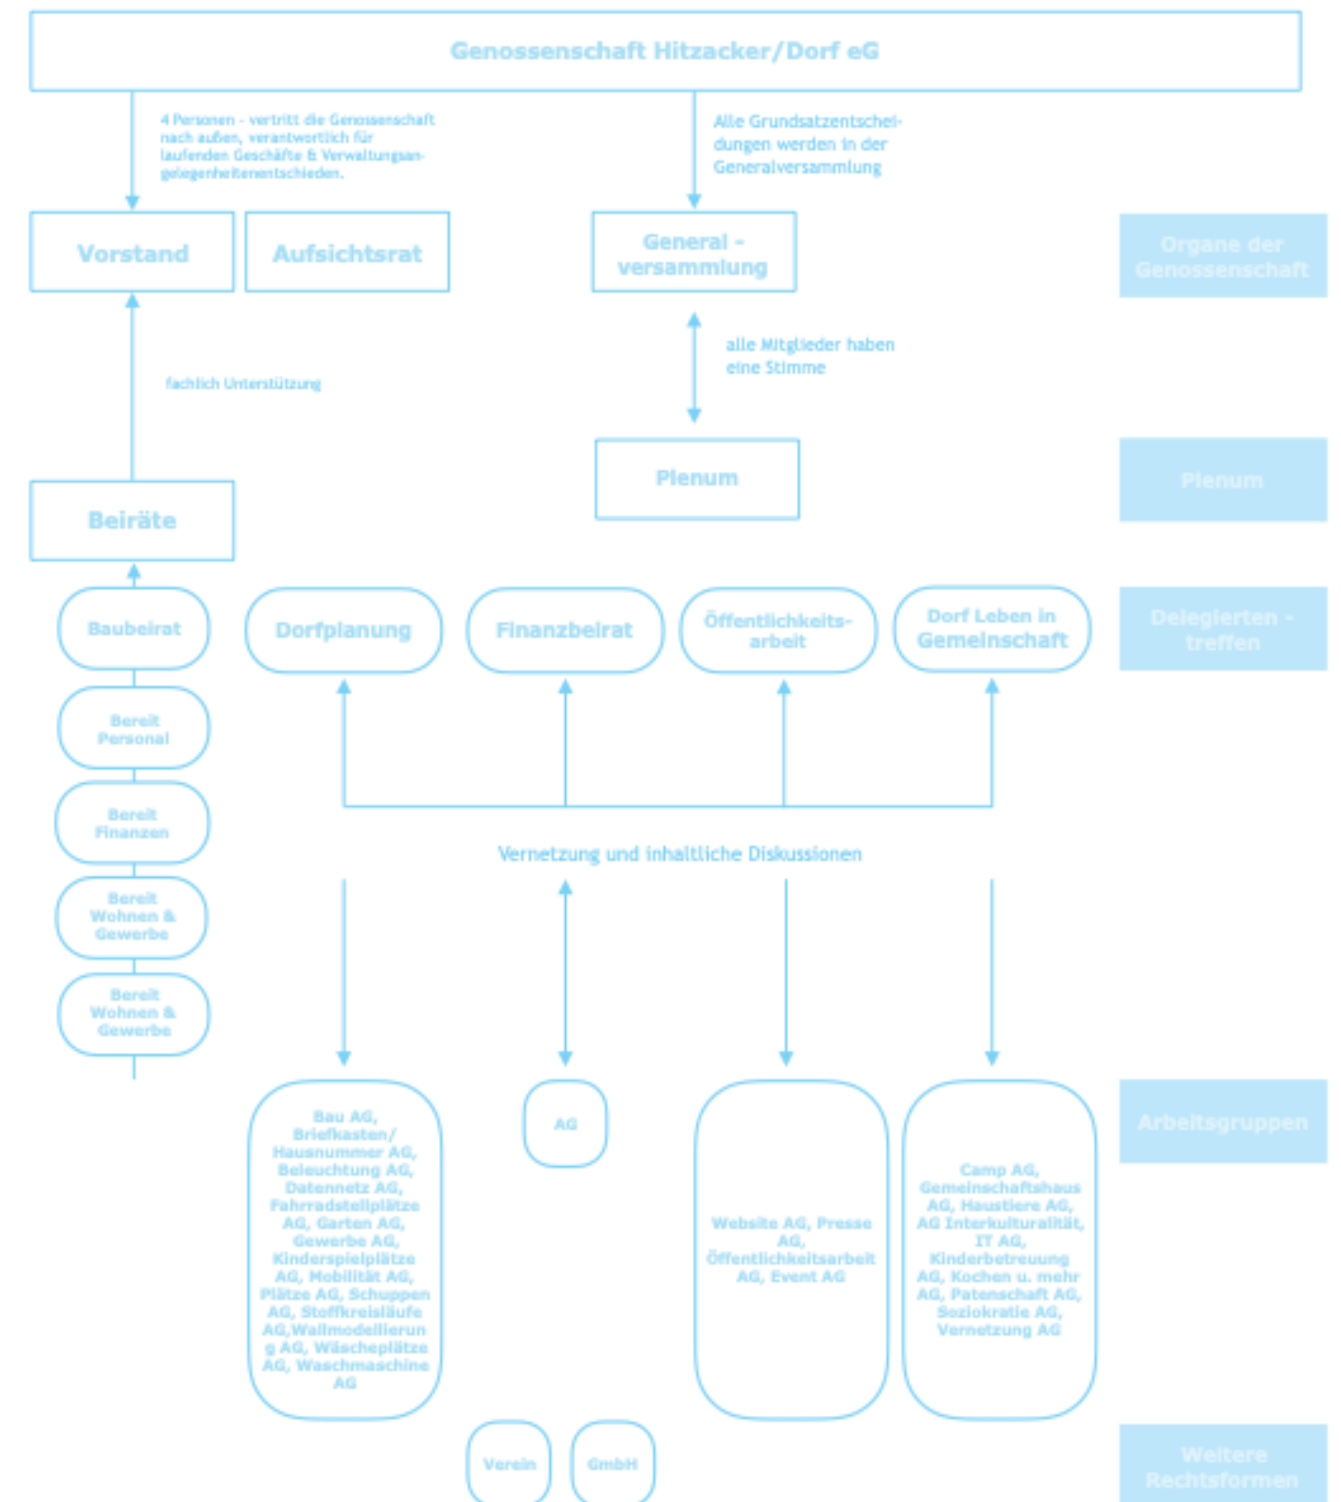 Genossenschaft Hitzacker/Dorf eG
4 Personen - vertritt die Genossenschaft
nach außen, verantwortlich für
laufenden Geschäfte & Verwaltungsan-
gelegenheitenentschieden.
Alle Grundsatzentschei-
dungen werden in der
Generalversammlung
Vorstand
Aufsichtsrat
General -
versammlung
Organe der
Genossenschaft
alle Mitglieder haben
eine Stimme
fachlich Unterstützung
Plenum
Plenum
Beiräte
Baubeirat
Dorfplanung
Finanzbeirat
Öffentlichkeits-
arbeit
Dorf Leben in
Gemeinschaft
Delegierten -
treffen
Bereit
Personal
Bereit
Finanzen
Vernetzung und inhaltliche Diskussionen
Bereit
Wohnen &
Gewerbe
Bereit
Wohnen &
Gewerbe
Bau AG,
Briefkasten/
Hausnummer AG,
Beleuchtung AG,
Datennetz AG,
Fahrradstellplätze
AG, Garten AG,
Gewerbe AG,
Kinderspielplätze
AG, Mobilität AG,
Plätze AG, Schuppen
AG, Stoffkreisläufe
AG,Wallmodellierun
g AG, Wäscheplätze
AG, Waschmaschine
AG
AG
Website AG, Presse
AG,
Öffentlichkeitsarbeit
AG, Event AG
Camp AG,
Gemeinschaftshaus
AG, Haustiere AG,
AG Interkulturalität,
IT AG,
Kinderbetreuung
AG, Kochen u. mehr
AG, Patenschaft AG,
Soziokratie AG,
Vernetzung AG
Arbeitsgruppen
Verein
GmbH
Weitere
Rechtsformen